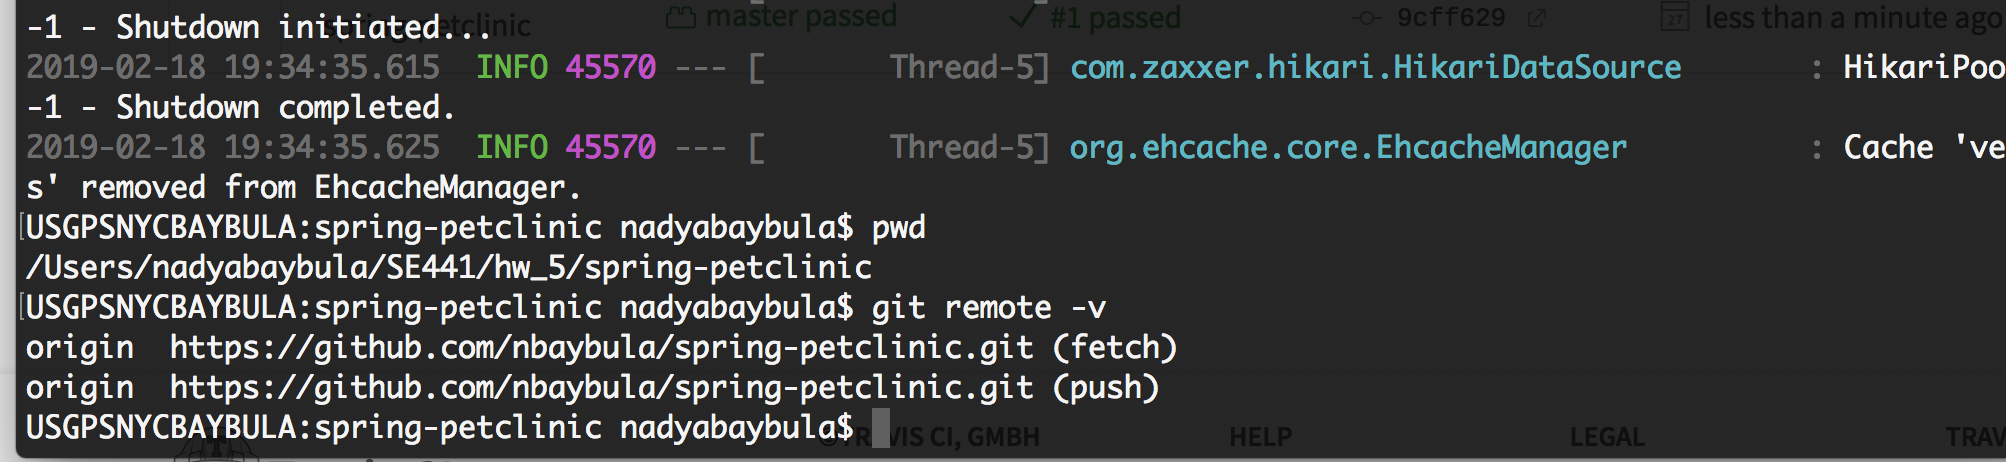 spring-petclinic
master passed
#1 passed
9cff629
27
less than a minute ago
-1 - Shutdown initiated...
2019-02-18 19:34:35.615  INFO 45570 --- [       Thread-5] com.zaxxer.hikari.HikariDataSource       : HikariPoo
-1 - Shutdown completed.
2019-02-18 19:34:35.625  INFO 45570 --- [       Thread-5] org.ehcache.core.EhcacheManager          : Cache 've
s' removed from EhcacheManager.
[USGPSNYCBAYBULA:spring-petclinic nadyabaybula$ pwd
/Users/nadyabaybula/SE441/hw_5/spring-petclinic
[USGPSNYCBAYBULA:spring-petclinic nadyabaybula$ git remote -v
origin  https://github.com/nbaybula/spring-petclinic.git (fetch)
origin  https://github.com/nbaybula/spring-petclinic.git (push)
USGPSNYCBAYBULA:spring-petclinic nadyabaybula$
©TRAVIS CI, GMBH
HELP
LEGAL
TRAV